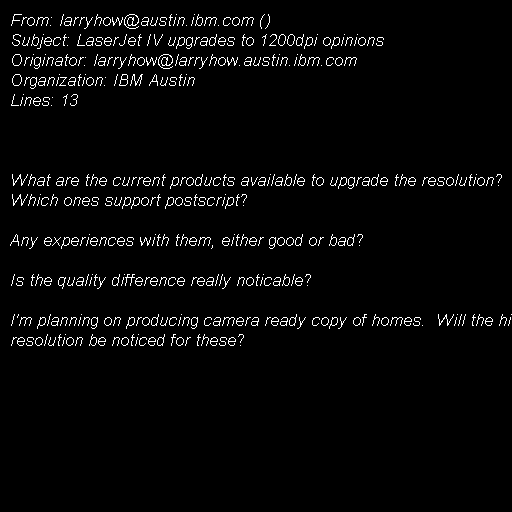 From: larryhow@austin.ibm.com ()
Subject: LaserJet IV upgrades to 1200dpi opinions
Originator: larryhow@larryhow.austin.ibm.com
Organization: IBM Austin
Lines: 13
What are the current products available to upgrade the resolution?
Which ones support postscript?
Any experiences with them, either good or bad?
Is the quality difference really noticable?
I'm planning on producing camera ready copy of homes.  Will the hi
resolution be noticed for these?